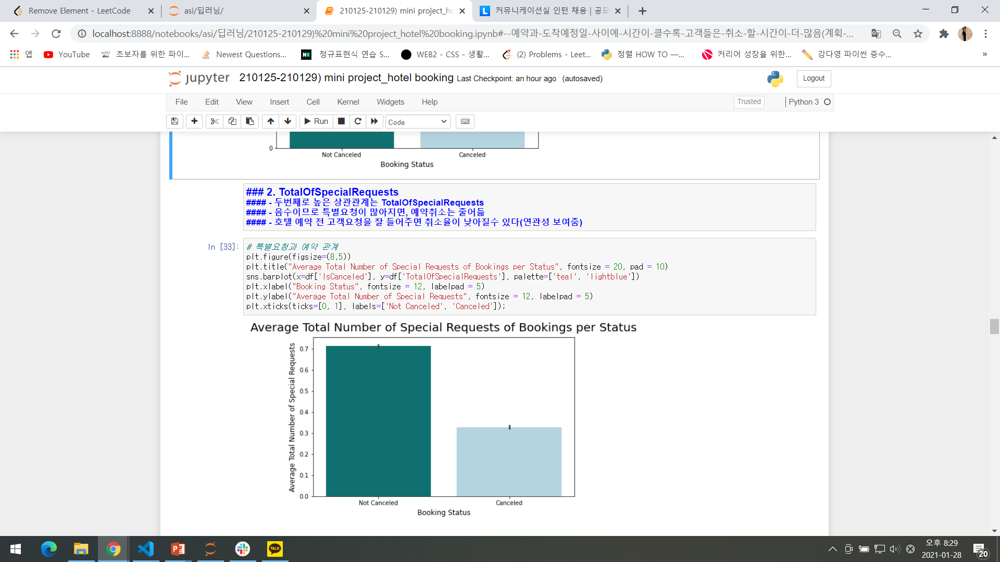 Remove Element - LeetCode
asi/딥러닝/
210125-210129) mini project_hc
커뮤니케이션실 인턴 채용 | 공모
localhost:8888/notebooks/asi/딥러닝/210125-210129)%20mini%20project_hotel%20booking.ipynb#--예약과-도착예정일-사이에-시간이-클수록-고객들은-취소-할-시간이-더-많음(계획-...
앱
YouTube
wiki docs
초보자를 위한 파이...
Newest Questions...
정규표현식 연습 S...
WEB2 - CSS - 생활...
(2) Problems - Leet...
정렬 HOW TO —...
커리어 성장을 위한...
강다영 파이썬 중수...
»
jupyter
210125-210129) mini project_hotel booking Last Checkpoint: an hour ago (autosaved)
Logout
File
Edit
View
Insert
Cell
Kernel
Widgets
Help
Trusted
Python 3
Run
Code
0
Not Canceled
Canceled
Booking Status
### 2. TotalOfSpecialRequests
#### - 두번째로 높은 상관관계는 TotalOfSpecialRequests
#### - 음수이므로 특별요청이 많아지면, 예약취소는 줄어듦
#### - 호텔 예약 전 고객요청을 잘 들어주면 취소율이 낮아질수 있다(연관성 보여줌)
In [33]:
# 특별요청과 예약 관계
plt.figure(figsize=(8,5))
plt.title("Average Total Number of Special Requests of Bookings per Status", fontsize = 20, pad = 10)
sns.barplot(x=df['IsCanceled'], y=df['TotalOfSpecialRequests'], palette=['teal', 'lightblue'])
plt.xlabel("Booking Status", fontsize = 12, labelpad = 5)
plt.ylabel("Average Total Number of Special Requests", fontsize = 12, labelpad = 5)
plt.xticks(ticks=[0, 1], labels=['Not Canceled', 'Canceled']);
Average Total Number of Special Requests of Bookings per Status
Average Total Number of Special Requests
0.7
0.6
0.5
0.4
0.3
0.2
0.1
0.0
Not Canceled
Canceled
Booking Status
TALK
오후 8:29
2021-01-28
20